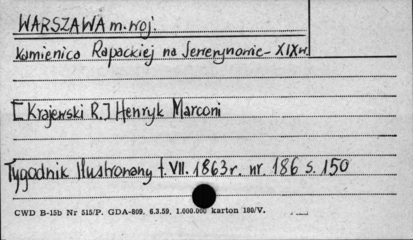 WARSZAWA m. woj.
Kamienica Rapackiej na Sewerynowie - XIX w.
[Krajewski R.] Henryk Marconi
Tygodnik Ilustrowany t. VII. 1863 r. nr. 186 s. 150
CWD B-15b Nr 515/P. GDA-809. 6.3.59. 1.000.000 karton 180/V.